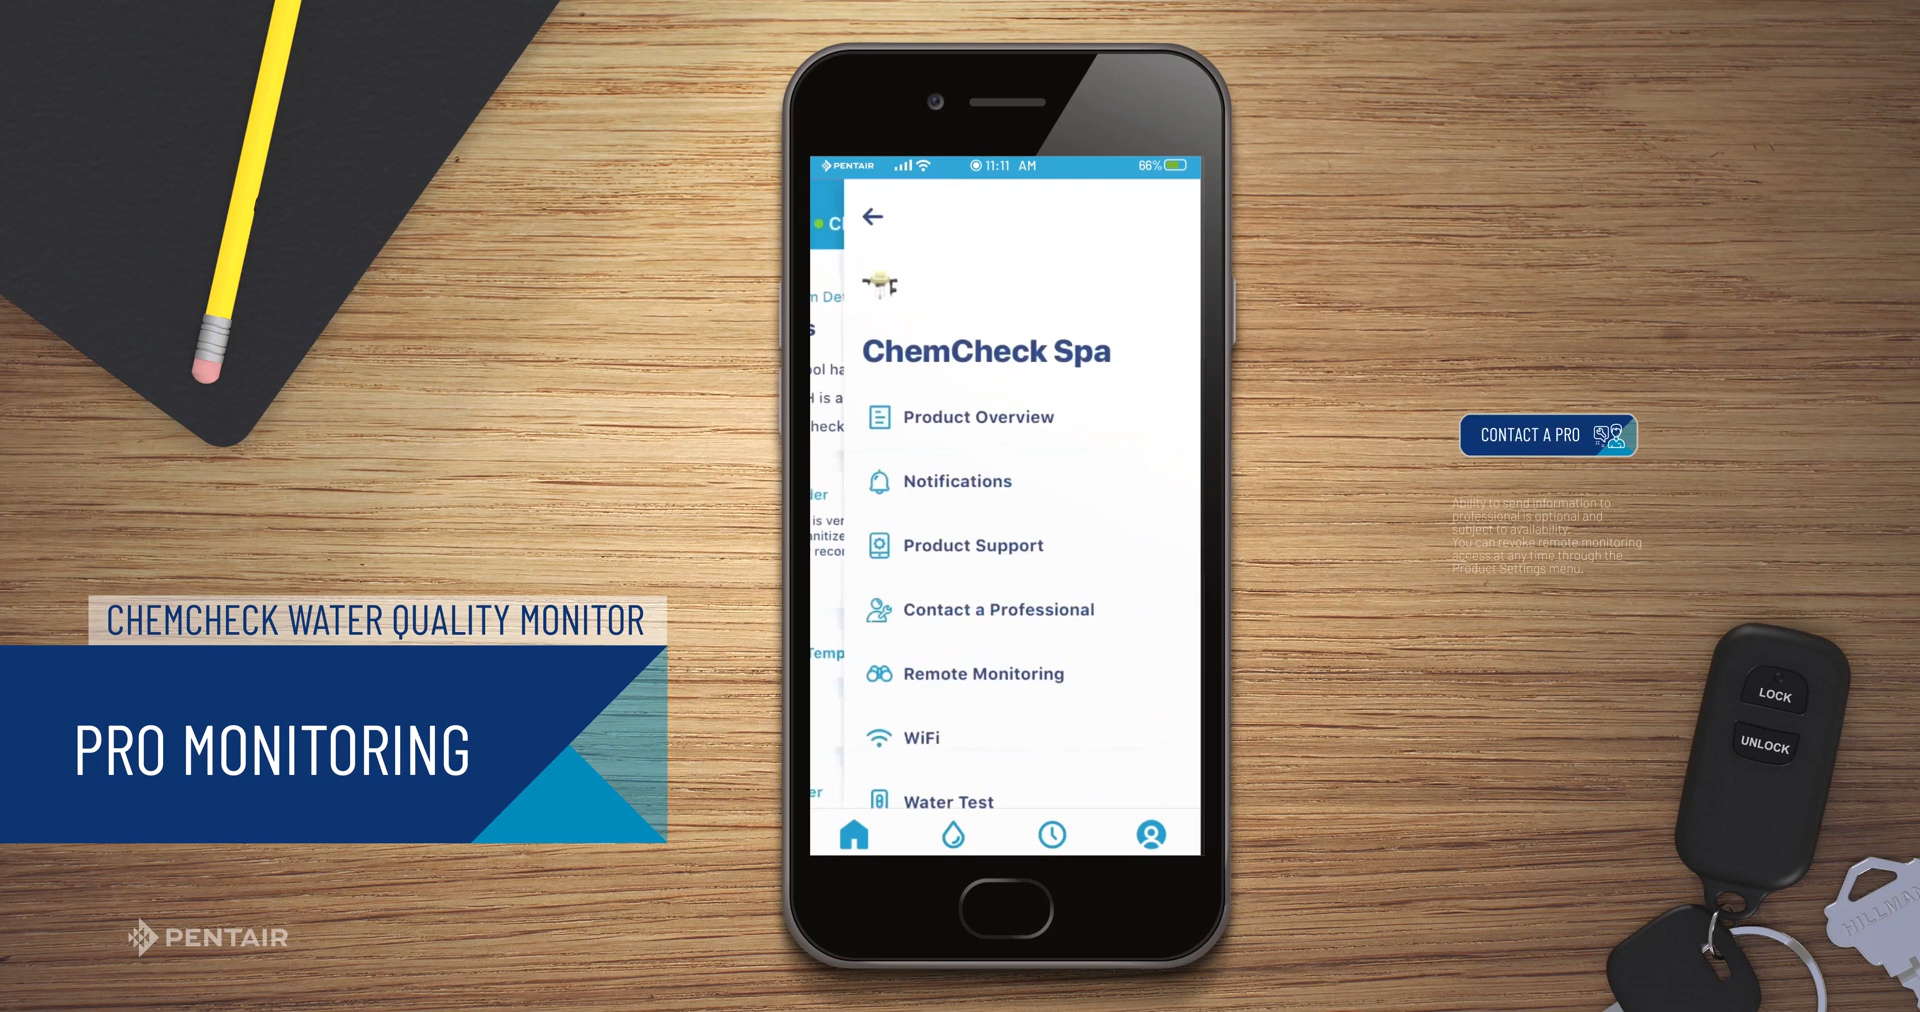 PENTAIR 11:11 AM 66%
ChemCheck Spa
Product Overview
Notifications
Product Support
Contact a Professional
Remote Monitoring
WiFi
Water Test
CHEMCHECK WATER QUALITY MONITOR
PRO MONITORING
PENTAIR
CONTACT A PRO
Ability to send information to
professional is optional and
subject to availability.
You can revoke remote monitoring
access at any time through the
Product Settings menu.
LOCK
UNLOCK